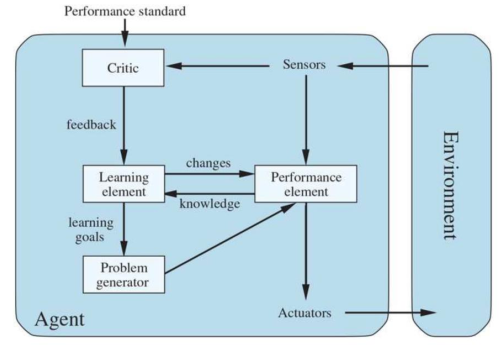 Performance standard
Critic
Sensors
feedback
changes
Learning
element
Performance
element
knowledge
learning
goals
Problem
generator
Agent
Actuators
Environment